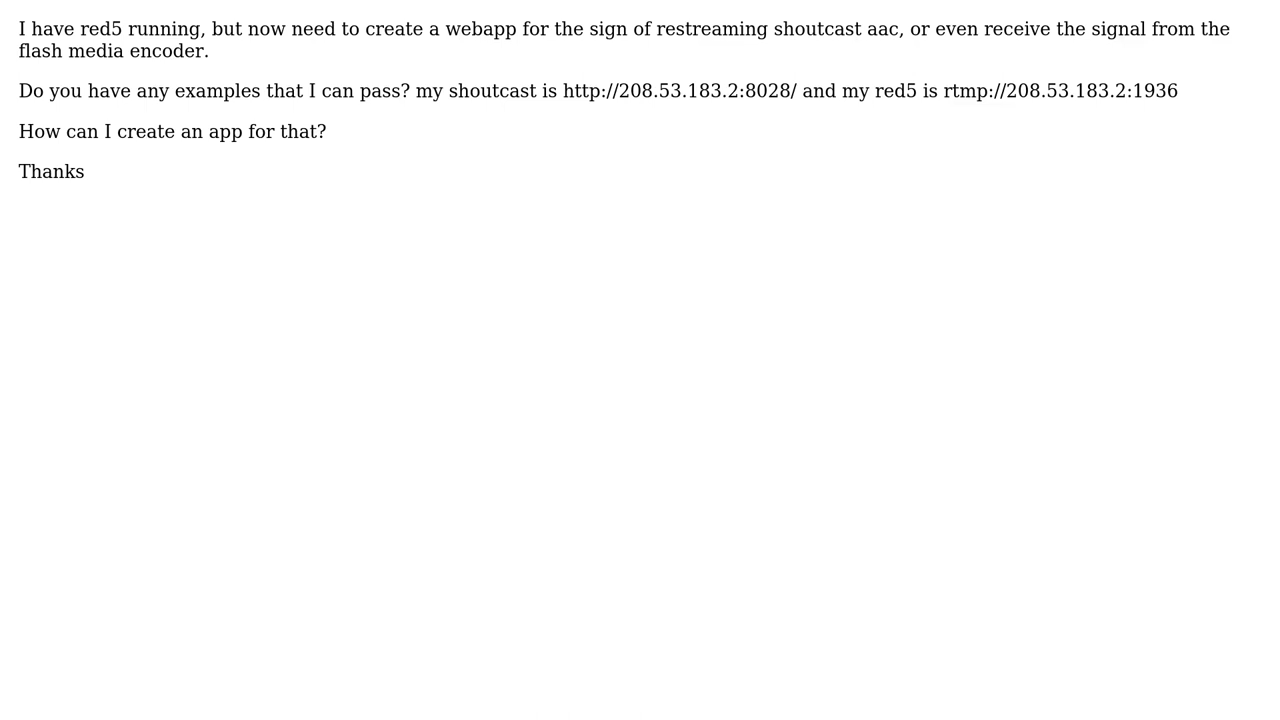 I have red5 running, but now need to create a webapp for the sign of restreaming shoutcast aac, or even receive the signal from the
flash media encoder.
Do you have any examples that I can pass? my shoutcast is http://208.53.183.2:8028/ and my red5 is rtmp://208.53.183.2:1936
How can I create an app for that?
Thanks